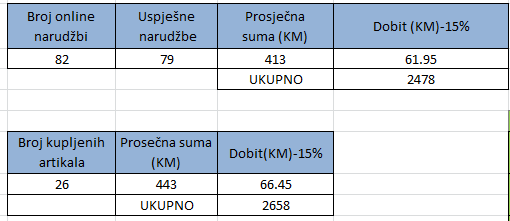 Broj online narudžbi Uspješne narudžbe Prosječna suma (KM) Dobit (KM)-15%
82 79 413 61.95
UKUPNO 2478
Broj kupljenih artikala Prosečna suma (KM) Dobit(KM)-15%
26 443 66.45
UKUPNO 2658